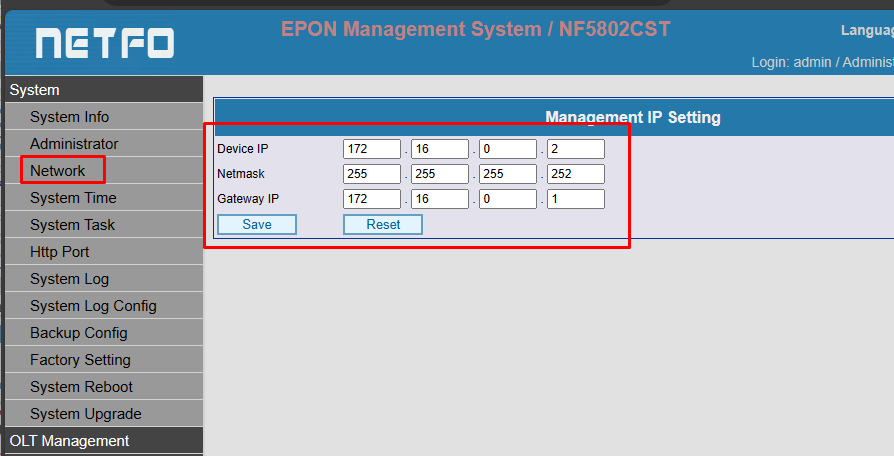 NETFO
EPON Management System / NF5802CST
Login: admin /
System
System Info
Administrator
Network
System Time
System Task
Http Port
System Log
System Log Config
Backup Config
Factory Setting
System Reboot
System Upgrade
OLT Management
Management IP Setting
Device IP 172 . 16 . 0 . 2
Netmask 255 . 255 . 255 . 252
Gateway IP 172 . 16 . 0 . 1
Save Reset